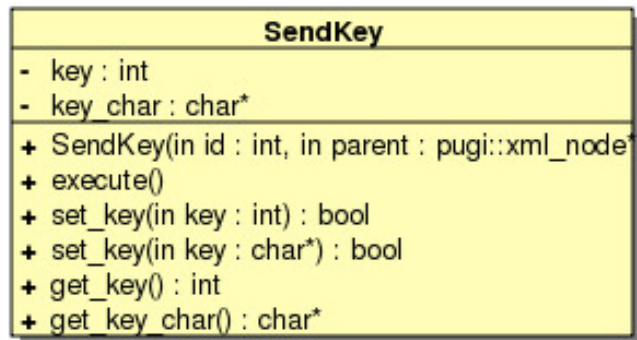 SendKey
- key : int
- key_char : char*
+ SendKey(in id : int, in parent : pugi::xml_node*
+ execute()
+ set_key(in key : int) : bool
+ set_key(in key : char*) : bool
+ get_key() : int
+ get_key_char() : char*